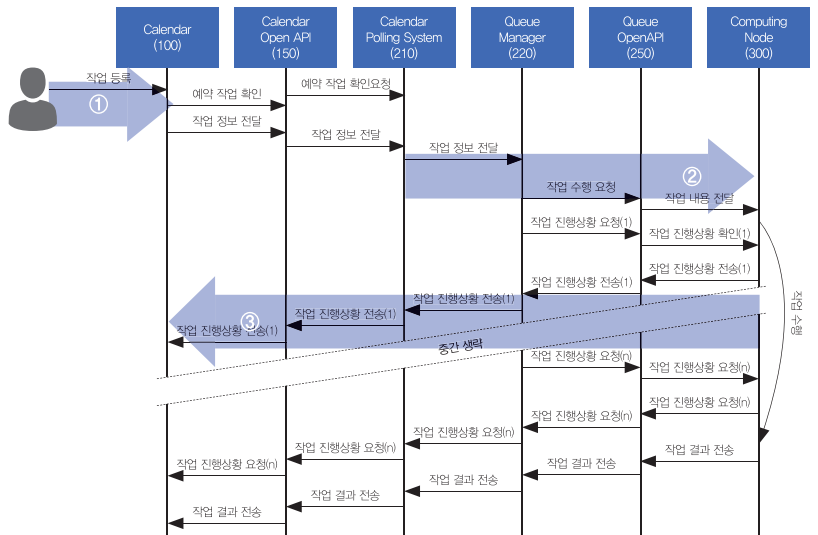 Calendar
(100)
Calendar
Open API
(150)
Calendar
Polling System
(210)
Queue
Manager
(220)
Queue
OpenAPI
(250)
Computing
Node
(300)
작업 등록
①
예약 작업 확인
예약 작업 확인요청
작업 정보 전달
작업 정보 전달
작업 정보 전달
②
작업 수행 요청
작업 내용 전달
작업 진행상황 요청(1)
작업 진행상황 확인(1)
작업 진행상황 전송(1)
작업 진행상황 전송(1)
작업 진행상황 전송(1)
작업 진행상황 전송(1)
③
작업 진행상황 전송(1)
작업 수행
중간 생략
작업 진행상황 요청(n)
작업 진행상황 요청(n)
작업 진행상황 요청(n)
작업 진행상황 요청(n)
작업 진행상황 요청(n)
작업 진행상황 요청(n)
작업 진행상황 요청(n)
작업 결과 전송
작업 결과 전송
작업 결과 전송
작업 결과 전송
작업 결과 전송